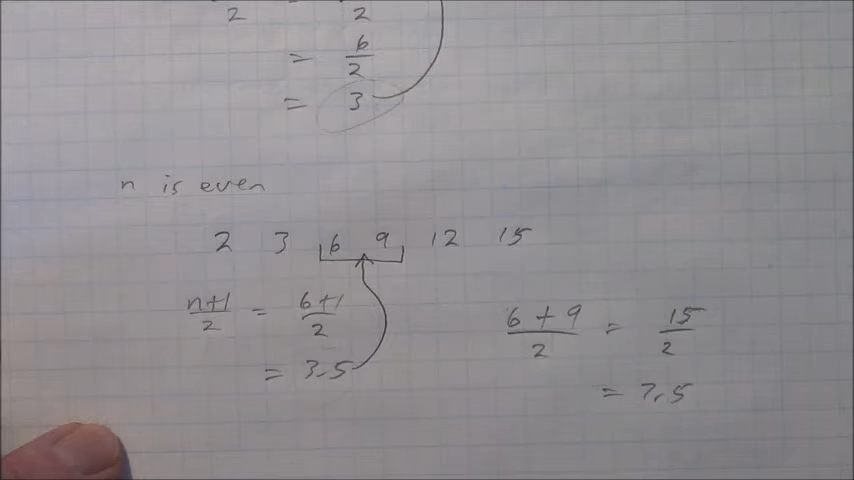 2 2
= 6/2
= 3
n is even
2 3 6 9 12 15
n+1/2 = 6+1/2
= 3.5
6 + 9/2 = 15/2
= 7.5